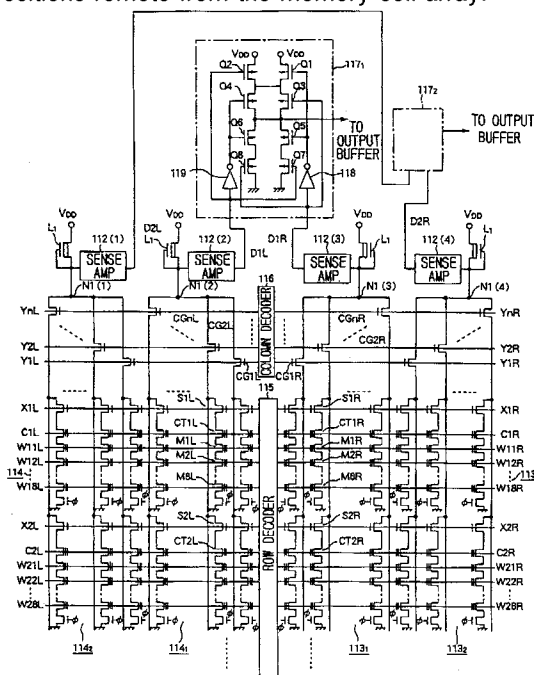 ositions remote from the memory cell array.
VDD VDD
Q2 Q1 117₁
Q4 Q3
Q6 Q5
Q8 Q7
119 118
TO OUTPUT BUFFER
117₂
TO OUTPUT BUFFER
VDD D2L VDD D1L D1R VDD D2R VDD
L1 L1 L1 L1
112 (1) 112 (2) 112 (3) 112 (4)
SENSE AMP SENSE AMP SENSE AMP SENSE AMP
116
N1 (1) N1 (2) N1 (3) N1 (4)
COLOWN DECODER
YnL CGnL CGnR YnR
CG2L CG2R
Y2L Y2R
Y1L CG1L CG1R Y1R
115
X1L S1L S1R X1R
C1L CT1L CT1R C1R
W11L M1L M1R W11R
114 W12L M2L M2R W12R 113
W18L M8L M8R W18R
ROW DECODER
X2L S2L S2R X2R
C2L CT2L CT2R C2R
W21L W21R
W22L W22R
W28L W28R
114₂ 114₁ 113₁ 113₂